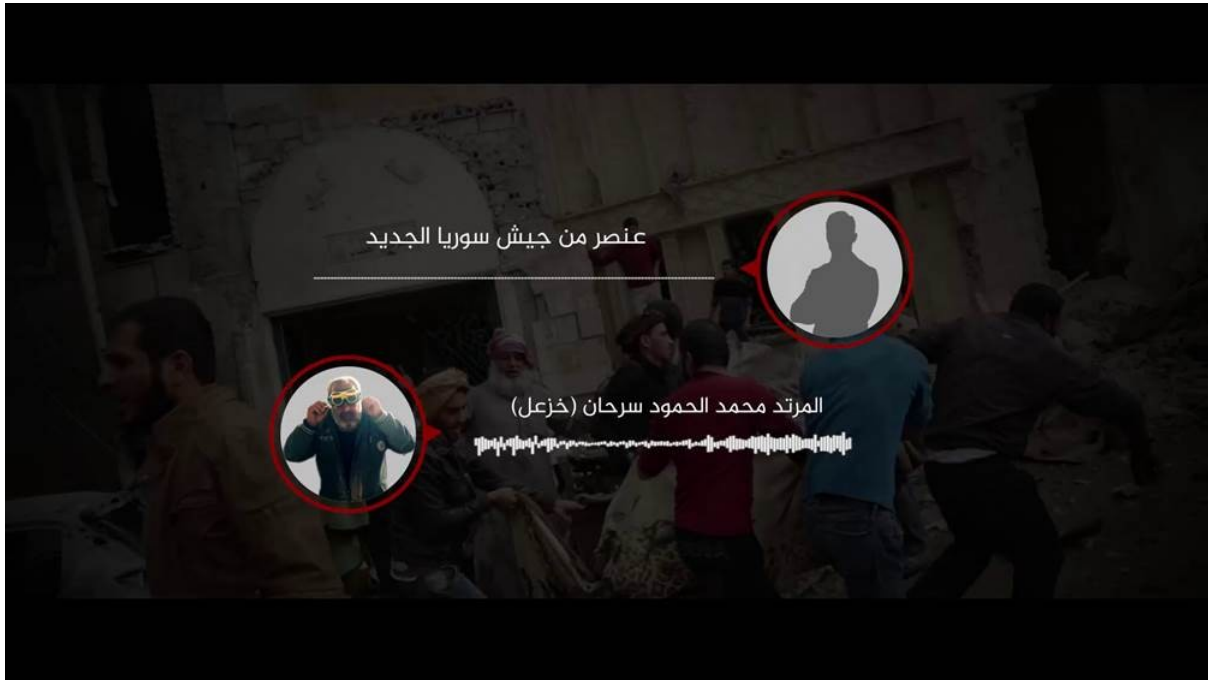 عنصر من جيش سوريا الجديد
المرتد محمد الحمود سرحان (خزعل)